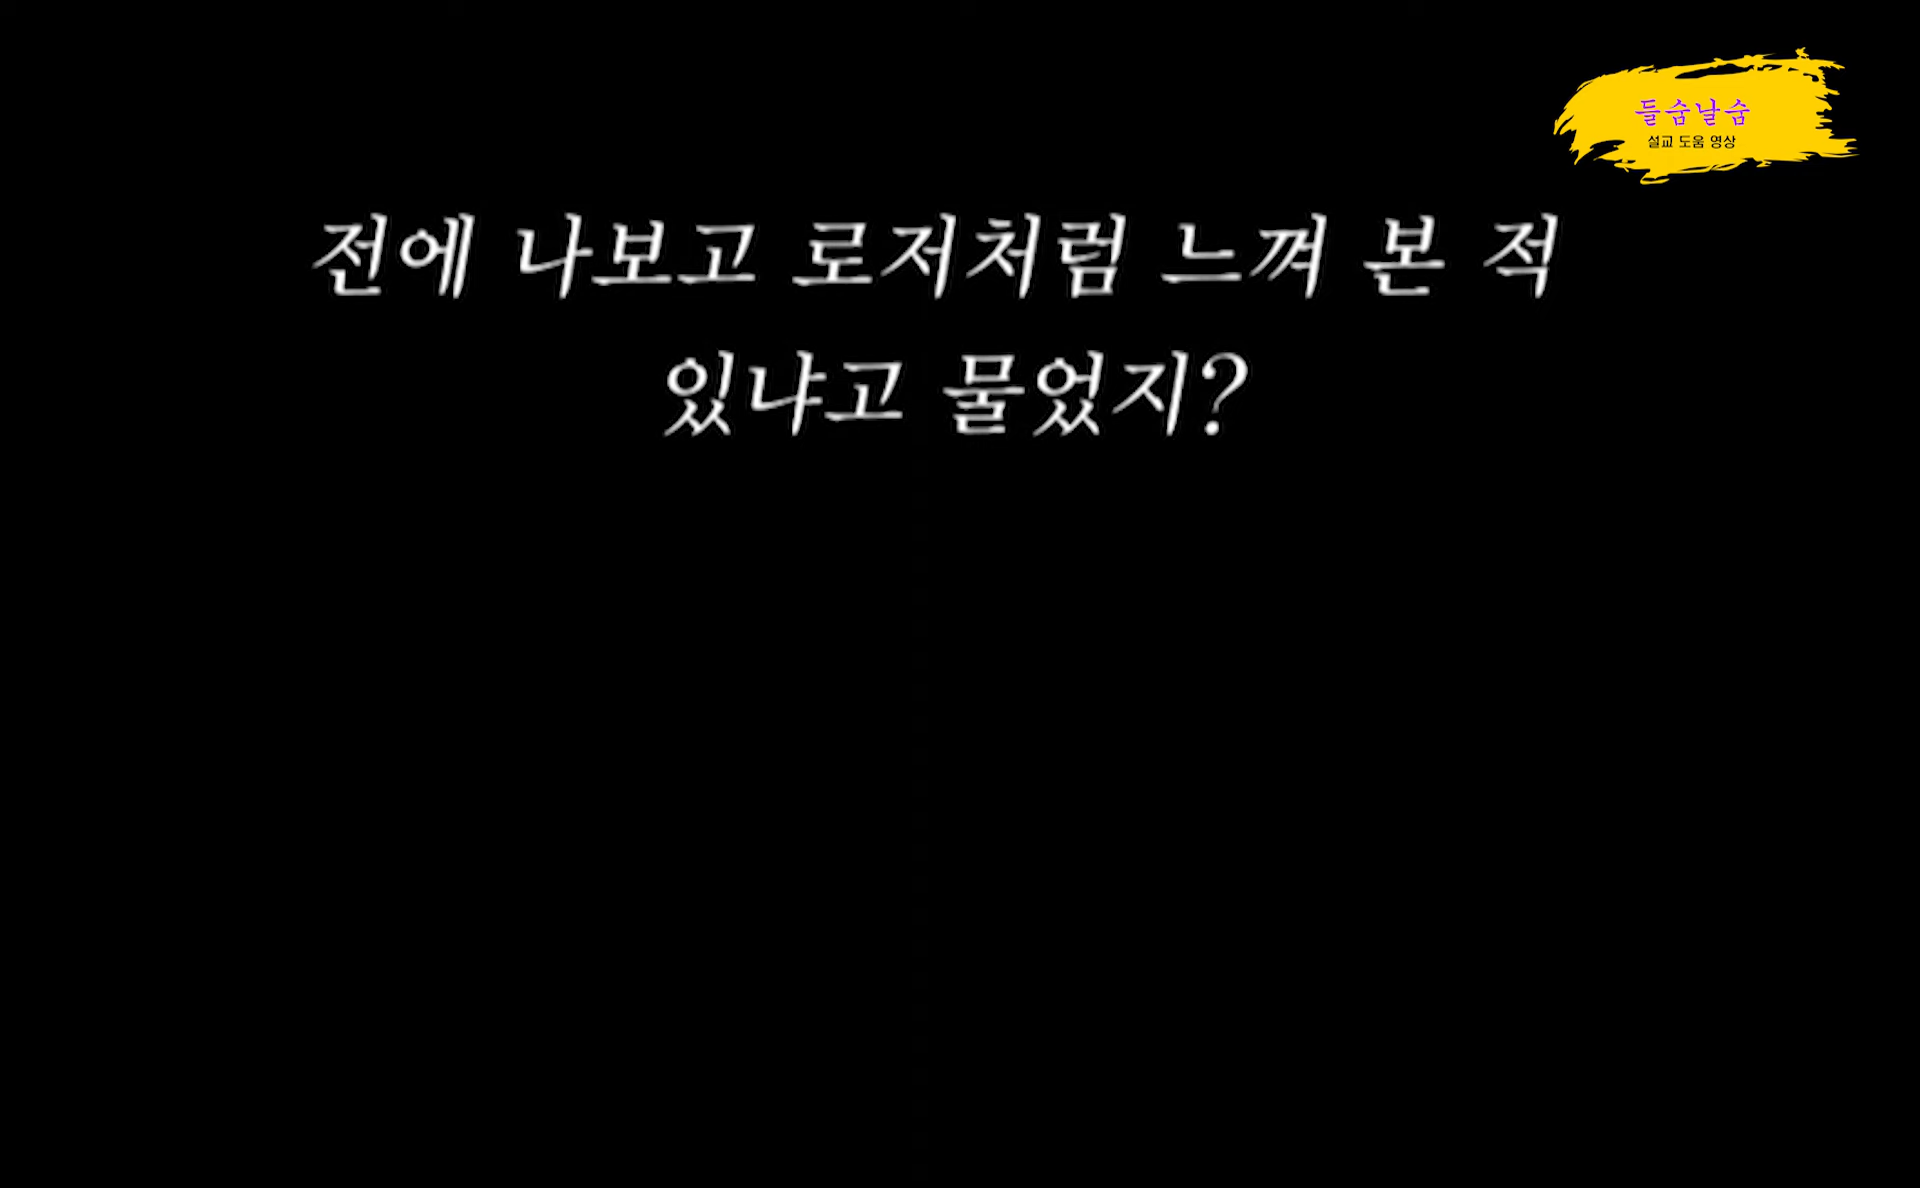 들숨날숨
설교 도움 영상
전에 나보고 로저처럼 느껴 본 적
있냐고 물었지?